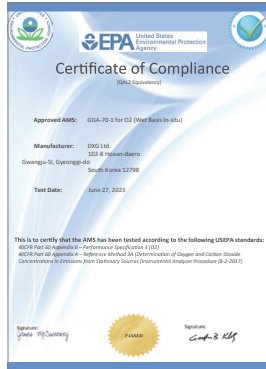 EPA United States
Environmental Protection
Agency
Certificate of Compliance
(QAL2 Equivalency)
Approved AMS: GGA-70-1 for O2 (Wet Basis In-situ)
Manufacturer: DXG Ltd.
102-8 Hoean-daero
Gwangju-Si, Gyeonggi-do
South Korea 12798
Test Date: June 27, 2023
This is to certify that the AMS has been tested according to the following USEPA standards:
40CFR Part 60 Appendix B – Performance Specification 3 (O2)
40CFR Part 60 Appendix A – Reference Method 3A (Determination of Oxygen and Carbon Dioxide
Concentrations in Emissions from Stationary Sources (Instrumental Analyzer Procedure (8-2-2017)
Signature:
James McSweeney
PASSED
Signature: